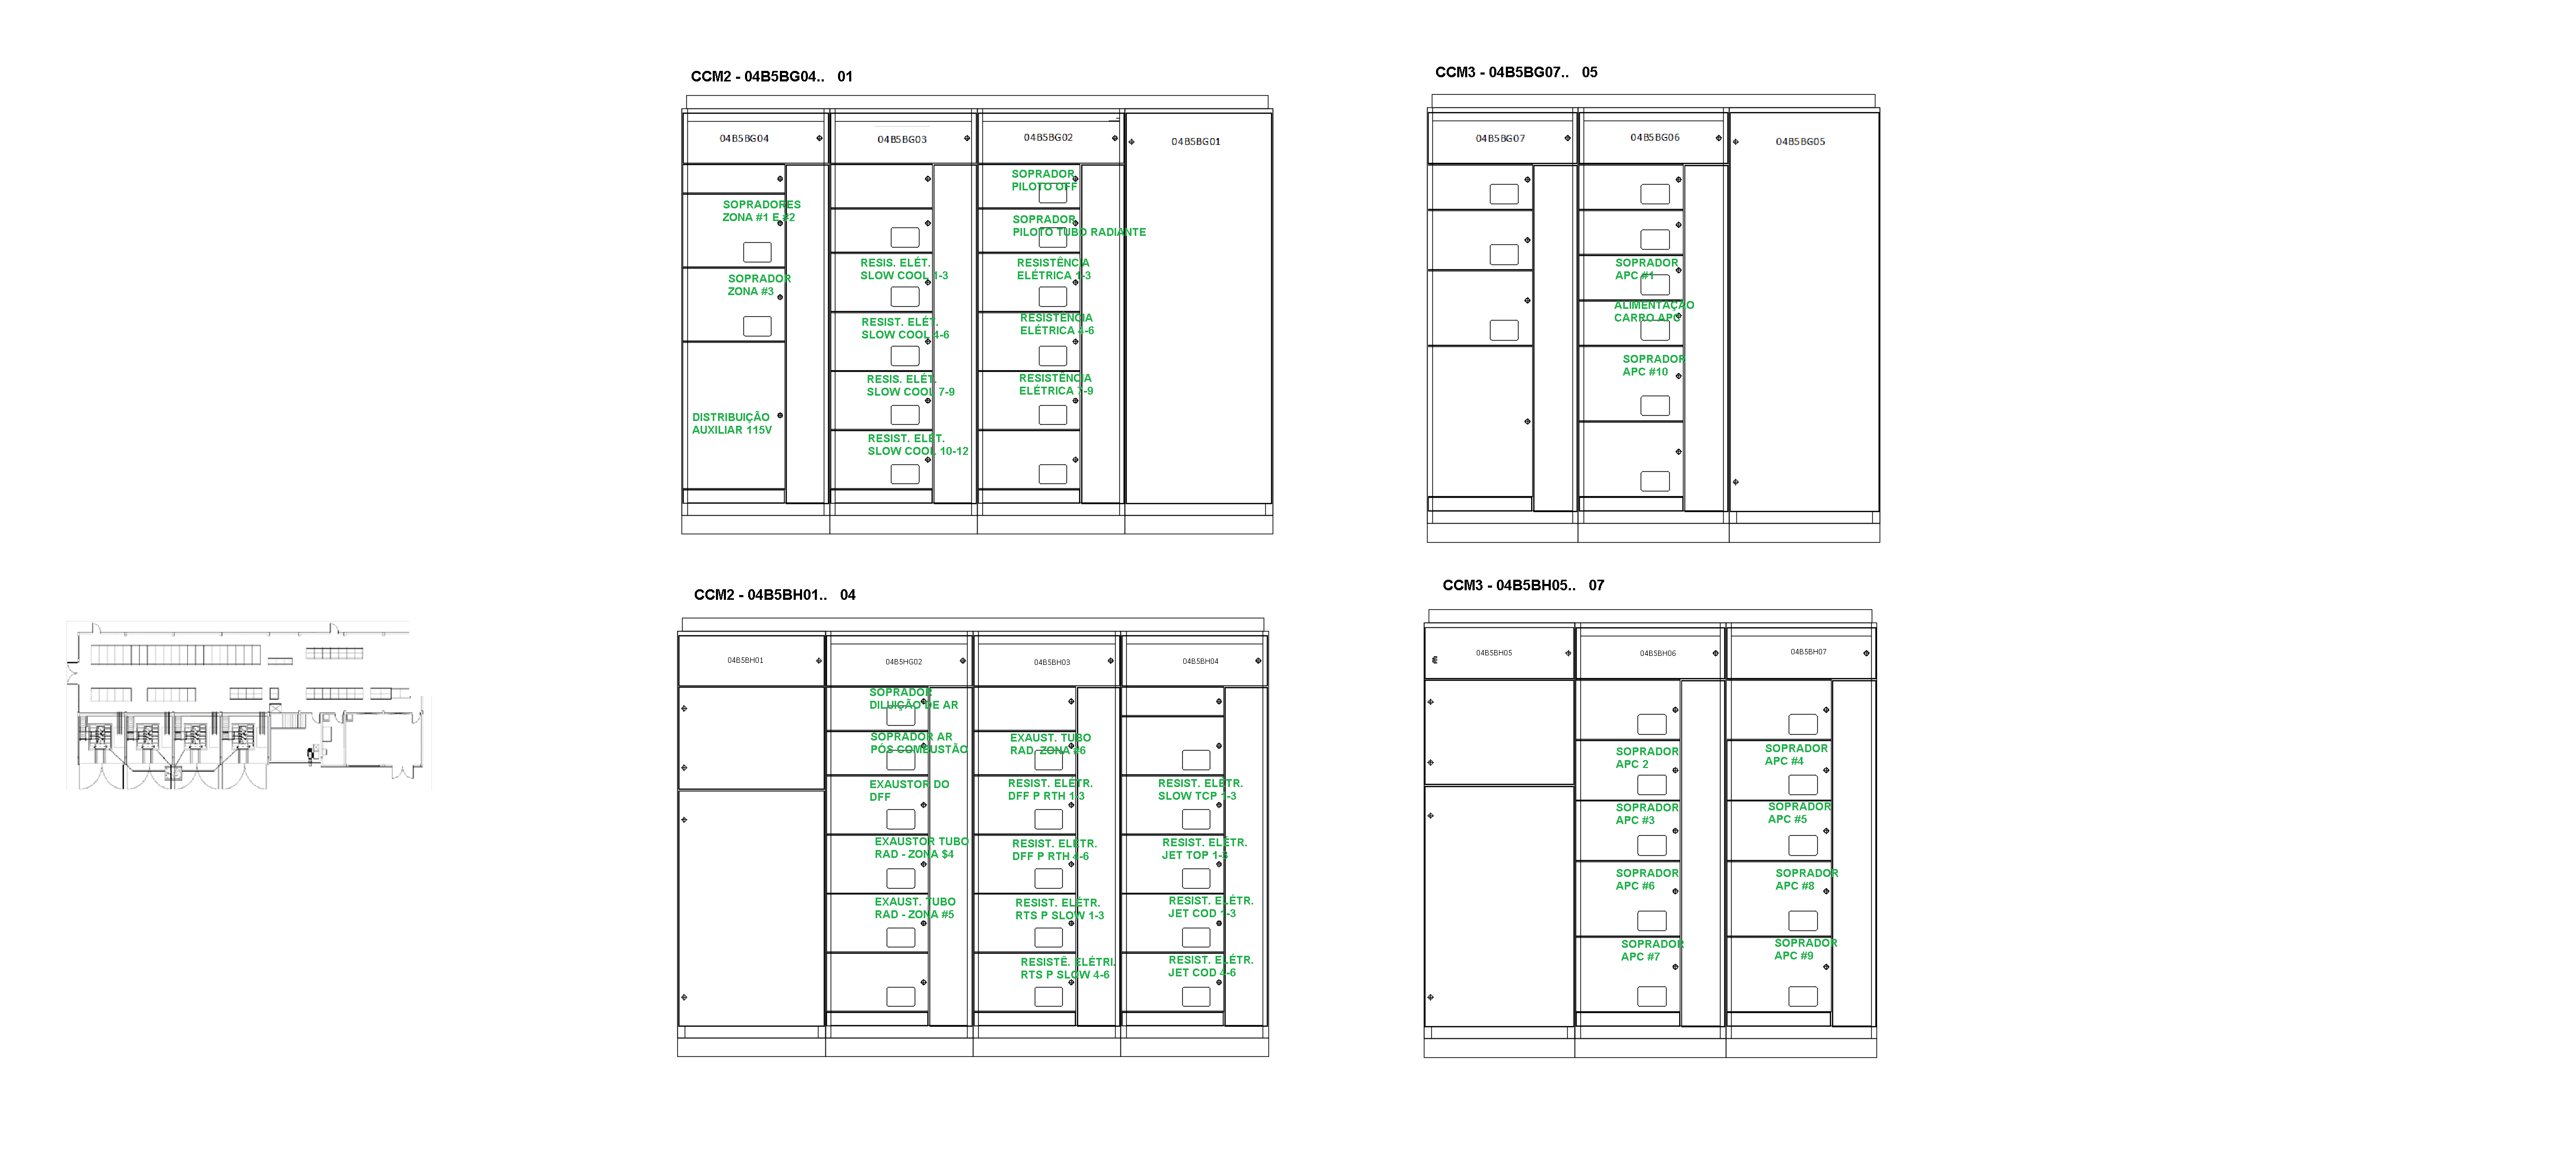 CCM2 - 04B5BG04.. 01
04B5BG04
04B5BG03
04B5BG02
04B5BG01
SOPRADORES
ZONA #1 E #2
SOPRADOR
ZONA #3
DISTRIBUIÇÃO
AUXILIAR 115V
RESIS. ELÉT.
SLOW COOL 1-3
RESIST. ELÉT.
SLOW COOL 4-6
RESIS. ELÉT.
SLOW COOL 7-9
RESIST. ELÉT.
SLOW COOL 10-12
SOPRADOR
PILOTO OFF
SOPRADOR
PILOTO TUBO RADIANTE
RESISTÊNCIA
ELÉTRICA 1-3
RESISTÊNCIA
ELÉTRICA 4-6
RESISTÊNCIA
ELÉTRICA 7-9
CCM3 - 04B5BG07.. 05
04B5BG07
04B5BG06
04B5BG05
SOPRADOR
APC #1
ALIMENTAÇÃO
CARRO APC
SOPRADOR
APC #10
CCM2 - 04B5BH01.. 04
04B5BH01
04B5HG02
04B5BH03
04B5BH04
SOPRADOR
DILUIÇÃO DE AR
SOPRADOR AR
PÓS COMBUSTÃO
EXAUSTOR DO
DFF
EXAUSTOR TUBO
RAD - ZONA $4
EXAUST. TUBO
RAD - ZONA #5
EXAUST. TUBO
RAD. ZONA #6
RESIST. ELÉTR.
DFF P RTH 1-3
RESIST. ELÉTR.
DFF P RTH 4-6
RESIST. ELÉTR.
RTS P SLOW 1-3
RESISTÊ. ELÉTRI.
RTS P SLOW 4-6
RESIST. ELÉTR.
SLOW TCP 1-3
RESIST. ELÉTR.
JET TOP 1-3
RESIST. ELÉTR.
JET COD 1-3
RESIST. ELÉTR.
JET COD 4-6
CCM3 - 04B5BH05.. 07
04B5BH05
04B5BH06
04B5BH07
SOPRADOR
APC 2
SOPRADOR
APC #3
SOPRADOR
APC #6
SOPRADOR
APC #7
SOPRADOR
APC #4
SOPRADOR
APC #5
SOPRADOR
APC #8
SOPRADOR
APC #9